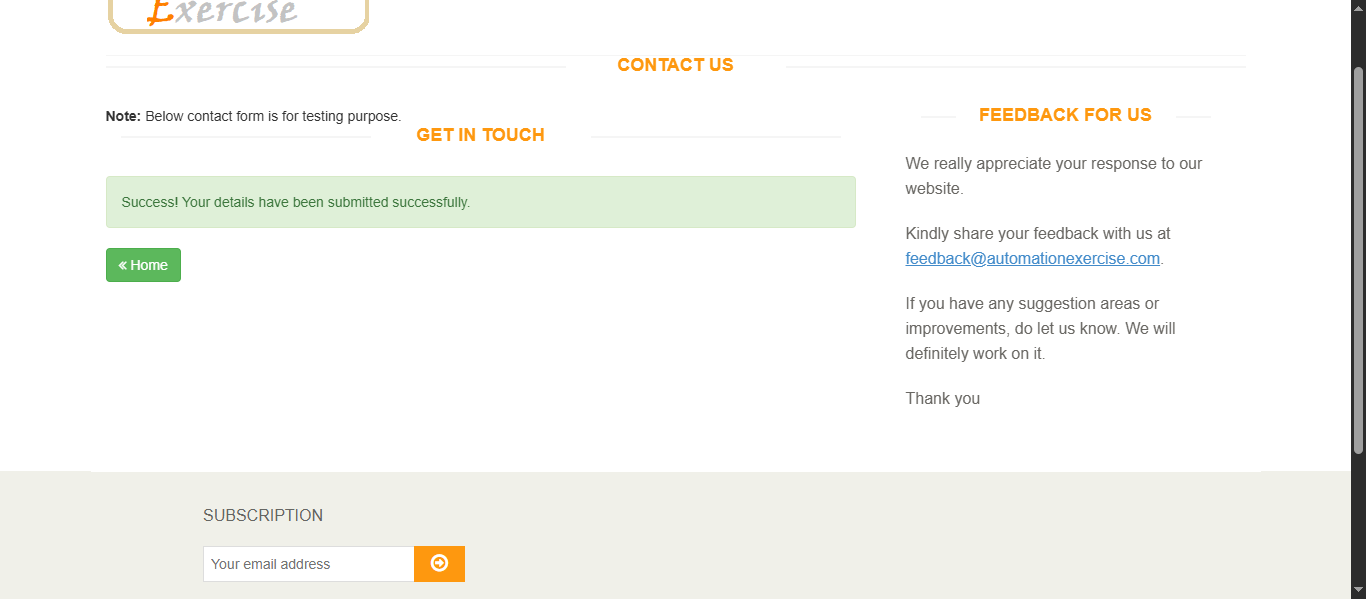 Exercise
CONTACT US
Note: Below contact form is for testing purpose.
GET IN TOUCH
Success! Your details have been submitted successfully.
« Home
FEEDBACK FOR US
We really appreciate your response to our
website.
Kindly share your feedback with us at
feedback@automationexercise.com.
If you have any suggestion areas or
improvements, do let us know. We will
definitely work on it.
Thank you
SUBSCRIPTION
Your email address